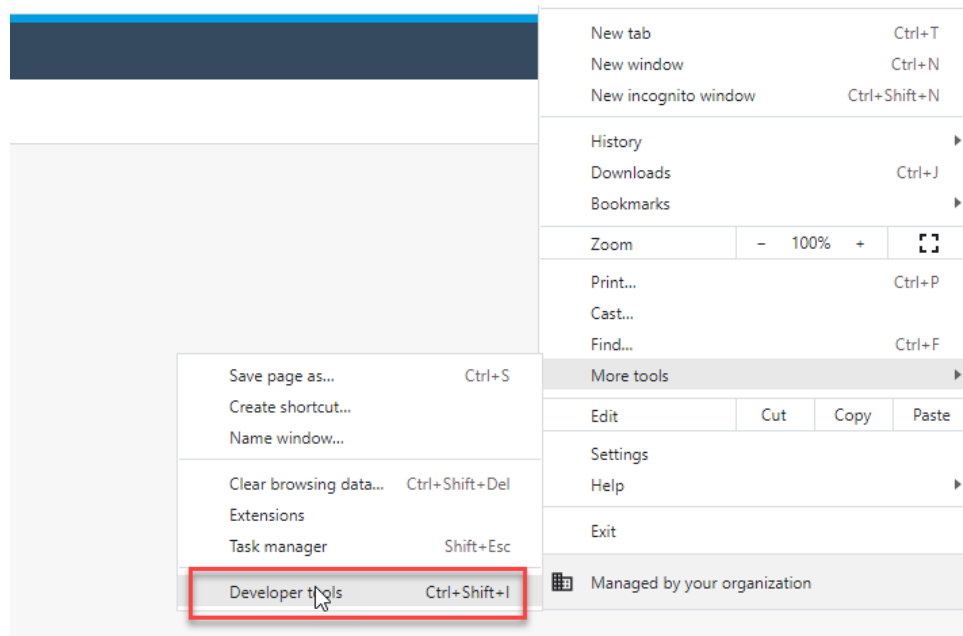 New tab Ctrl+T
New window Ctrl+N
New incognito window Ctrl+Shift+N
History
Downloads Ctrl+J
Bookmarks
Zoom - 100% +
Print... Ctrl+P
Cast...
Find... Ctrl+F
More tools
Edit Cut Copy Paste
Settings
Help
Exit
Managed by your organization
Save page as... Ctrl+S
Create shortcut...
Name window...
Clear browsing data... Ctrl+Shift+Del
Extensions
Task manager Shift+Esc
Developer tools Ctrl+Shift+I